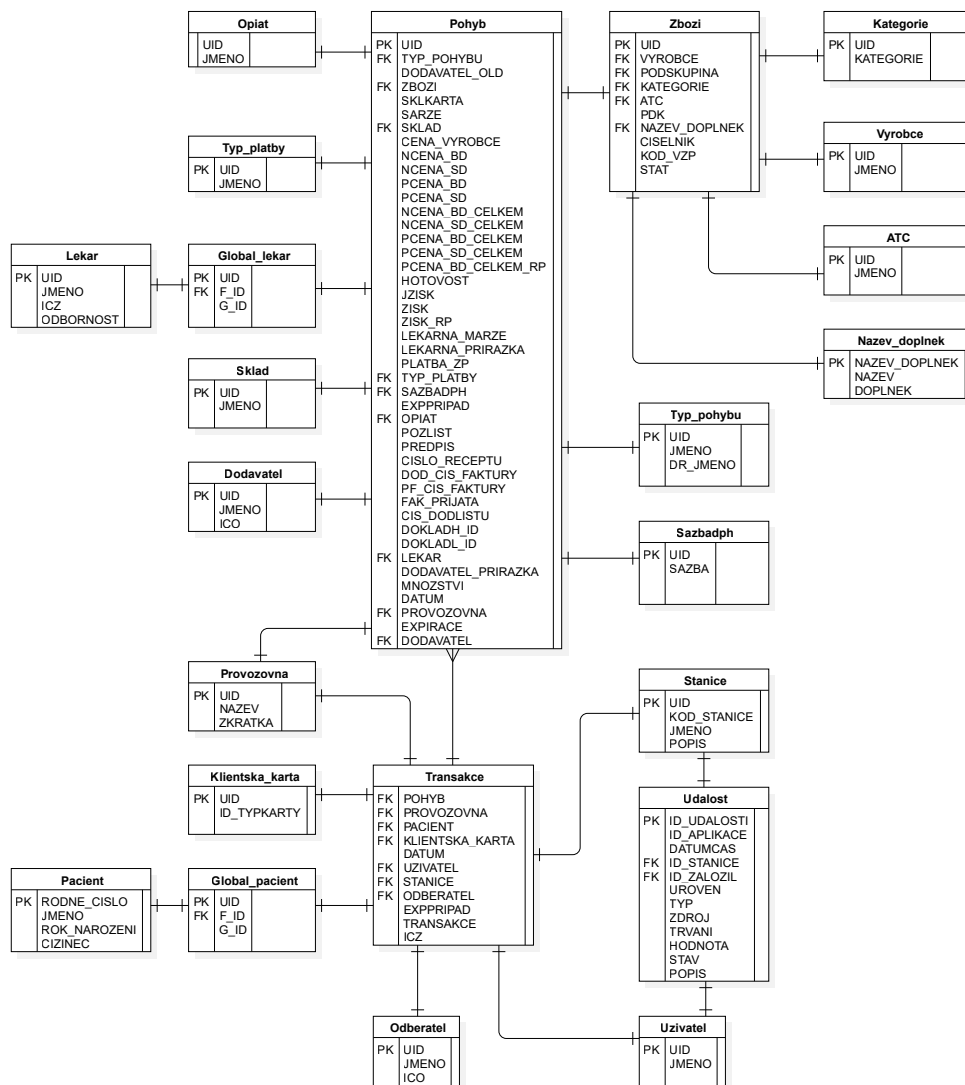 Opiat
UID
JMENO
Pohyb
PK UID
FK TYP_POHYBU
DODAVATEL_OLD
FK ZBOZI
SKLKARTA
SARZE
FK SKLAD
CENA_VYROBCE
NCENA_BD
NCENA_SD
PCENA_BD
PCENA_SD
NCENA_BD_CELKEM
NCENA_SD_CELKEM
PCENA_BD_CELKEM
PCENA_SD_CELKEM
PCENA_BD_CELKEM_RP
HOTOVOST
JZISK
ZISK
ZISK_RP
LEKARNA_MARZE
LEKARNA_PRIRAZKA
PLATBA_ZP
FK TYP_PLATBY
FK SAZBADPH
EXPPRIPAD
FK OPIAT
POZLIST
PREDPIS
CISLO_RECEPTU
DOD_CIS_FAKTURY
PF_CIS_FAKTURY
FAK_PRIJATA
CIS_DODLISTU
DOKLADH_ID
DOKLADL_ID
FK LEKAR
DODAVATEL_PRIRAZKA
MNOZSTVI
DATUM
FK PROVOZOVNA
EXPIRACE
FK DODAVATEL
Zbozi
PK UID
FK VYROBCE
FK PODSKUPINA
FK KATEGORIE
FK ATC
PDK
FK NAZEV_DOPLNEK
CISELNIK
KOD_VZP
STAT
Kategorie
PK UID
KATEGORIE
Typ_platby
PK UID
JMENO
Vyrobce
PK UID
JMENO
Lekar
PK UID
JMENO
ICZ
ODBORNOST
Global_lekar
PK UID
FK F_ID
G_ID
ATC
PK UID
JMENO
Sklad
PK UID
JMENO
Nazev_doplnek
PK NAZEV_DOPLNEK
NAZEV
DOPLNEK
Typ_pohybu
PK UID
JMENO
DR_JMENO
Dodavatel
PK UID
JMENO
ICO
Sazbadph
PK UID
SAZBA
Provozovna
PK UID
NAZEV
ZKRATKA
Stanice
PK UID
KOD_STANICE
JMENO
POPIS
Klientska_karta
PK UID
ID_TYPKARTY
Transakce
FK POHYB
FK PROVOZOVNA
FK PACIENT
FK KLIENTSKA_KARTA
DATUM
FK UZIVATEL
FK STANICE
FK ODBERATEL
EXPPRIPAD
TRANSAKCE
ICZ
Udalost
PK ID_UDALOSTI
ID_APLIKACE
DATUMCAS
FK ID_STANICE
FK ID_ZALOZIL
UROVEN
TYP
ZDROJ
TRVANI
HODNOTA
STAV
POPIS
Pacient
PK RODNE_CISLO
JMENO
ROK_NAROZENI
CIZINEC
Global_pacient
PK UID
FK F_ID
G_ID
Odberatel
PK UID
JMENO
ICO
Uzivatel
PK UID
JMENO